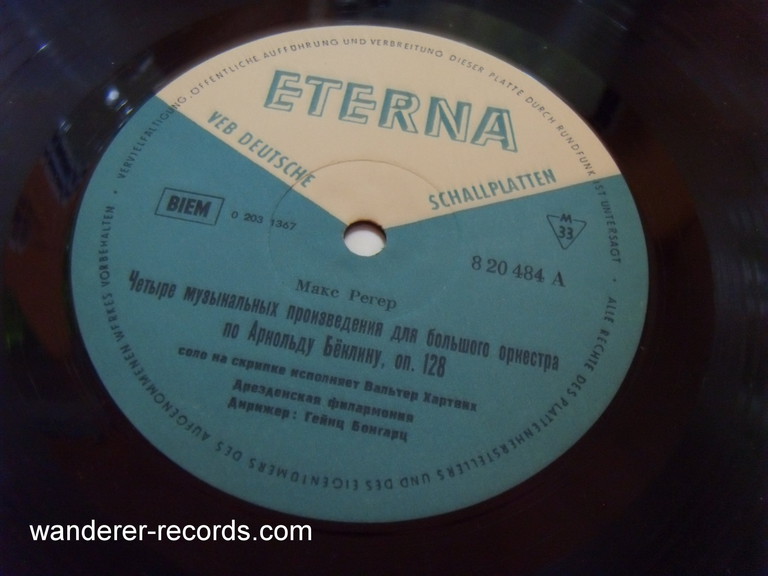 VERVIELFÄLTIGUNG, ÖFFENTLICHE AUFFÜHRUNG UND VERBREITUNG DIESER PLATTE DURCH RUNDFUNK IST UNTERSAGT · ALLE RECHTE DES PLATTENHERSTELLERS UND DES EIGENTÜMERS DES AUFGENOMMENEN WERKES VORBEHALTEN ·
ETERNA
VEB DEUTSCHE SCHALLPLATTEN
BIEM
0 203 1367
M
33
8 20 484 A
Макс Регер
Четыре музыкальных произведения для большого оркестра
по Арнольду Бёклину, оп. 128
соло на скрипке исполняет Вальтер Хартвих
Дрезденская филармония
Дирижер: Гейнц Бонгарц
wanderer-records.com